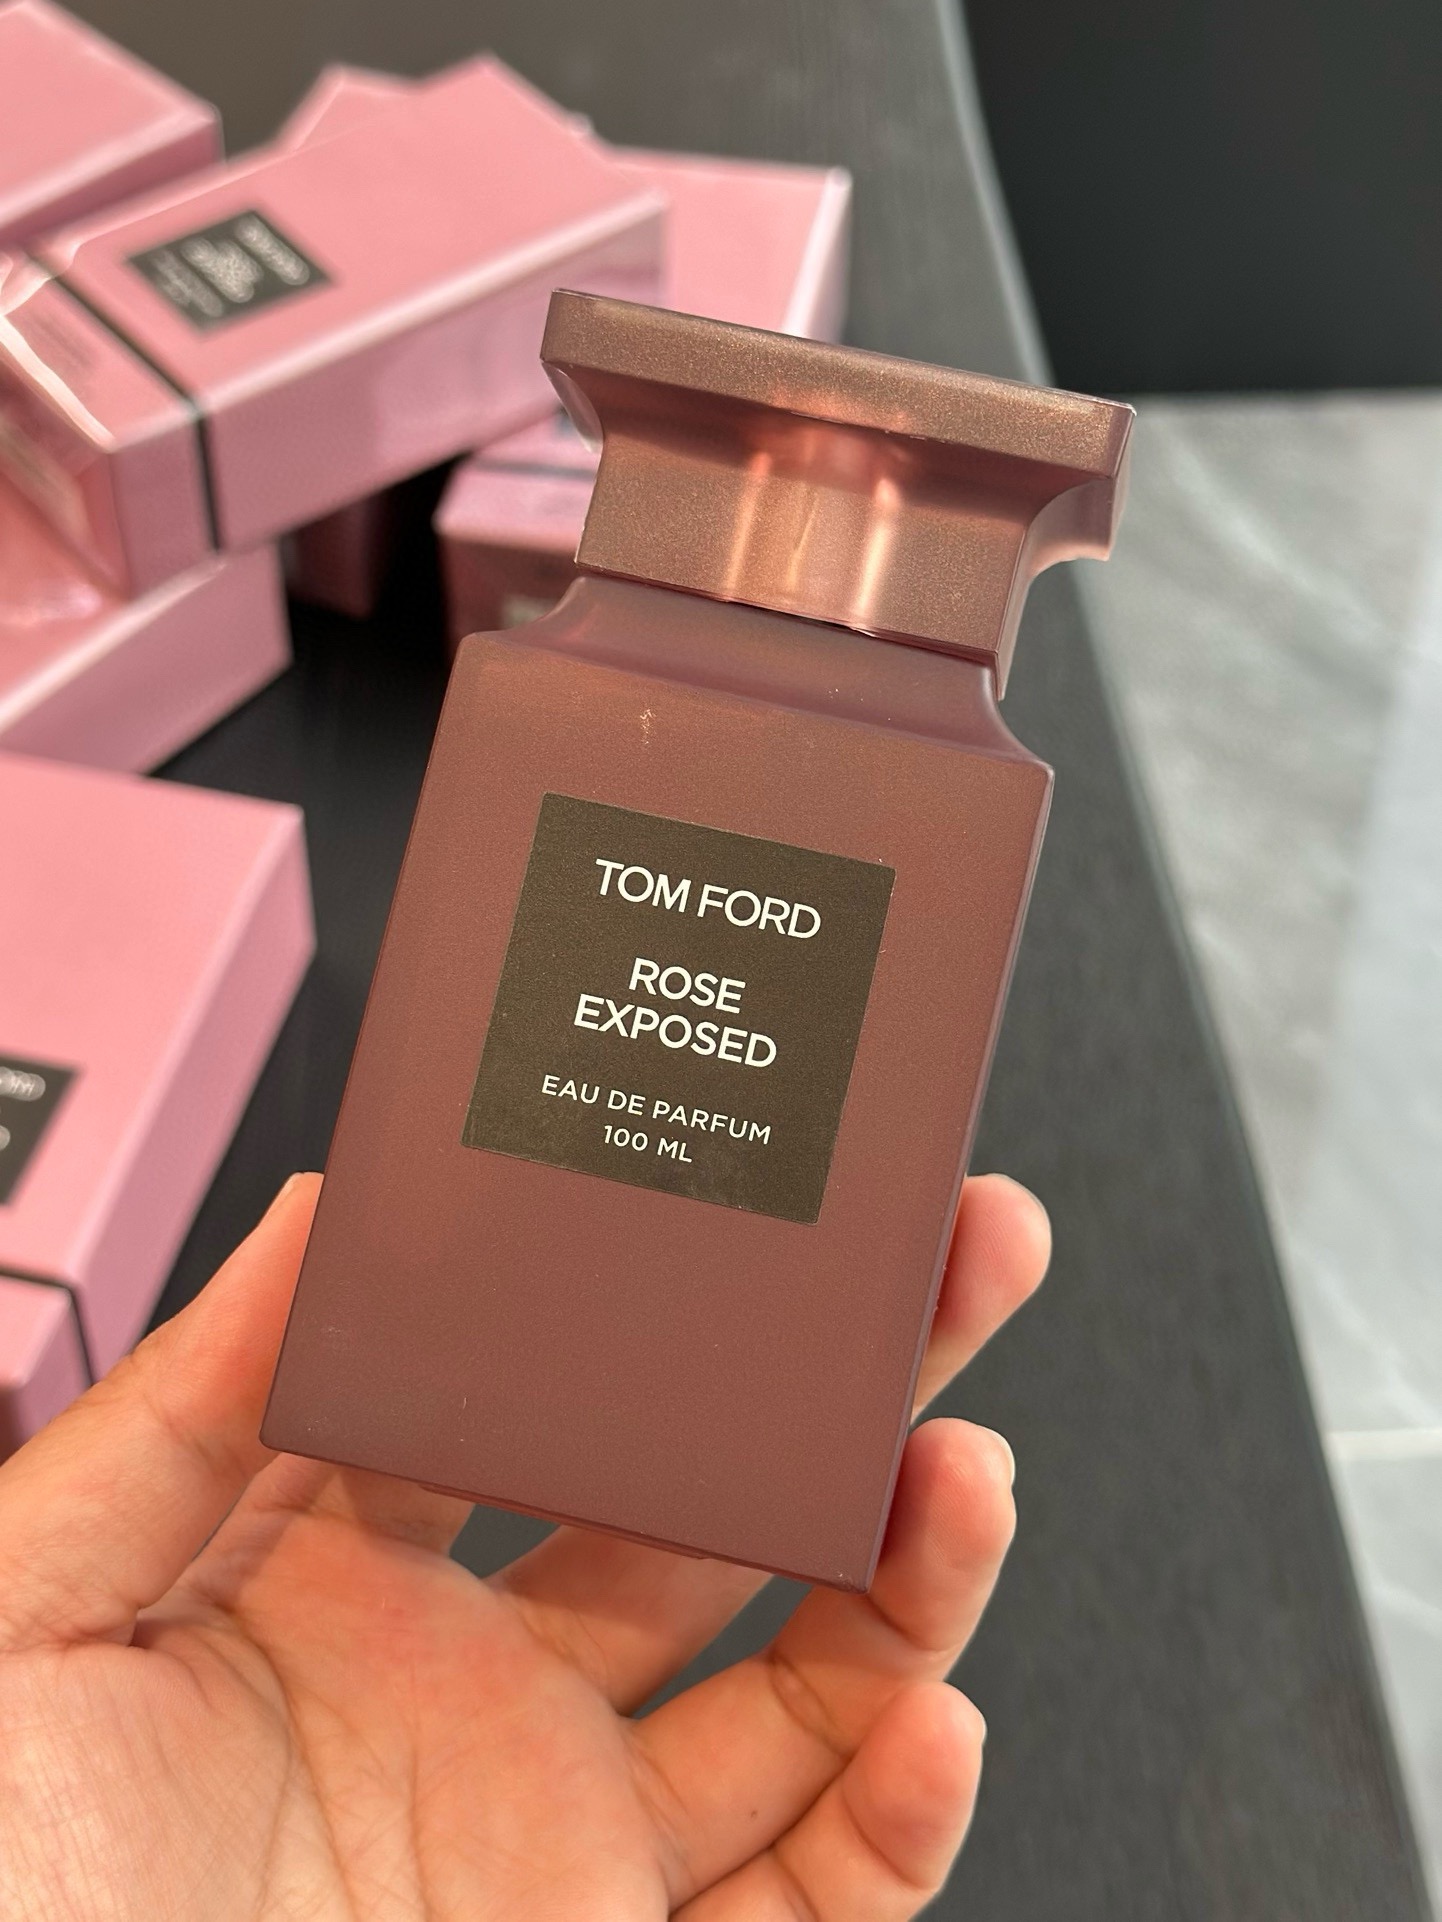 TOM FORD
ROSE
EXPOSED
EAU DE PARFUM
100 ML